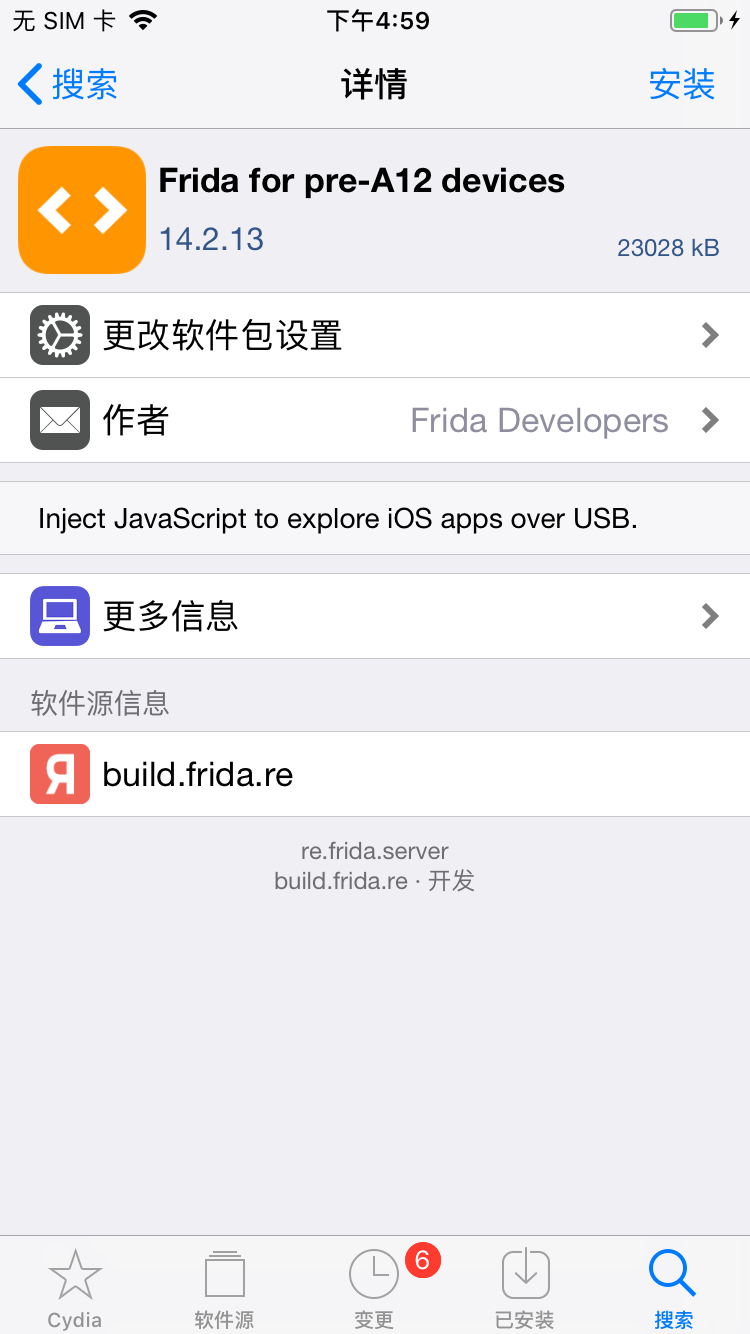 无 SIM 卡 下午4:59
搜索 详情 安装
Frida for pre-A12 devices
14.2.13 23028 kB
更改软件包设置
作者 Frida Developers
Inject JavaScript to explore iOS apps over USB.
更多信息
软件源信息
Я build.frida.re
re.frida.server
build.frida.re · 开发
6
Cydia 软件源 变更 已安装 搜索